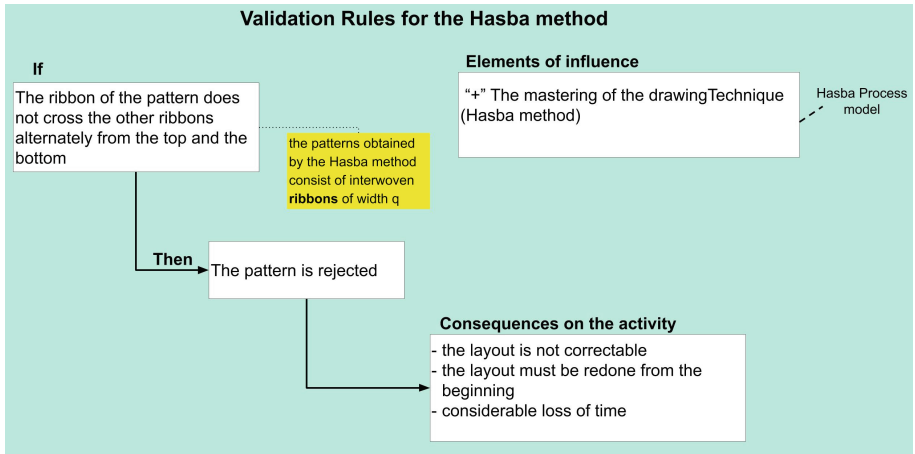 Validation Rules for the Hasba method
If
The ribbon of the pattern does
not cross the other ribbons
alternately from the top and the
bottom
the patterns obtained
by the Hasba method
consist of interwoven
ribbons of width q
Elements of influence
“+” The mastering of the drawingTechnique
(Hasba method)
Hasba Process
model
Then
The pattern is rejected
Consequences on the activity
- the layout is not correctable
- the layout must be redone from the
beginning
- considerable loss of time